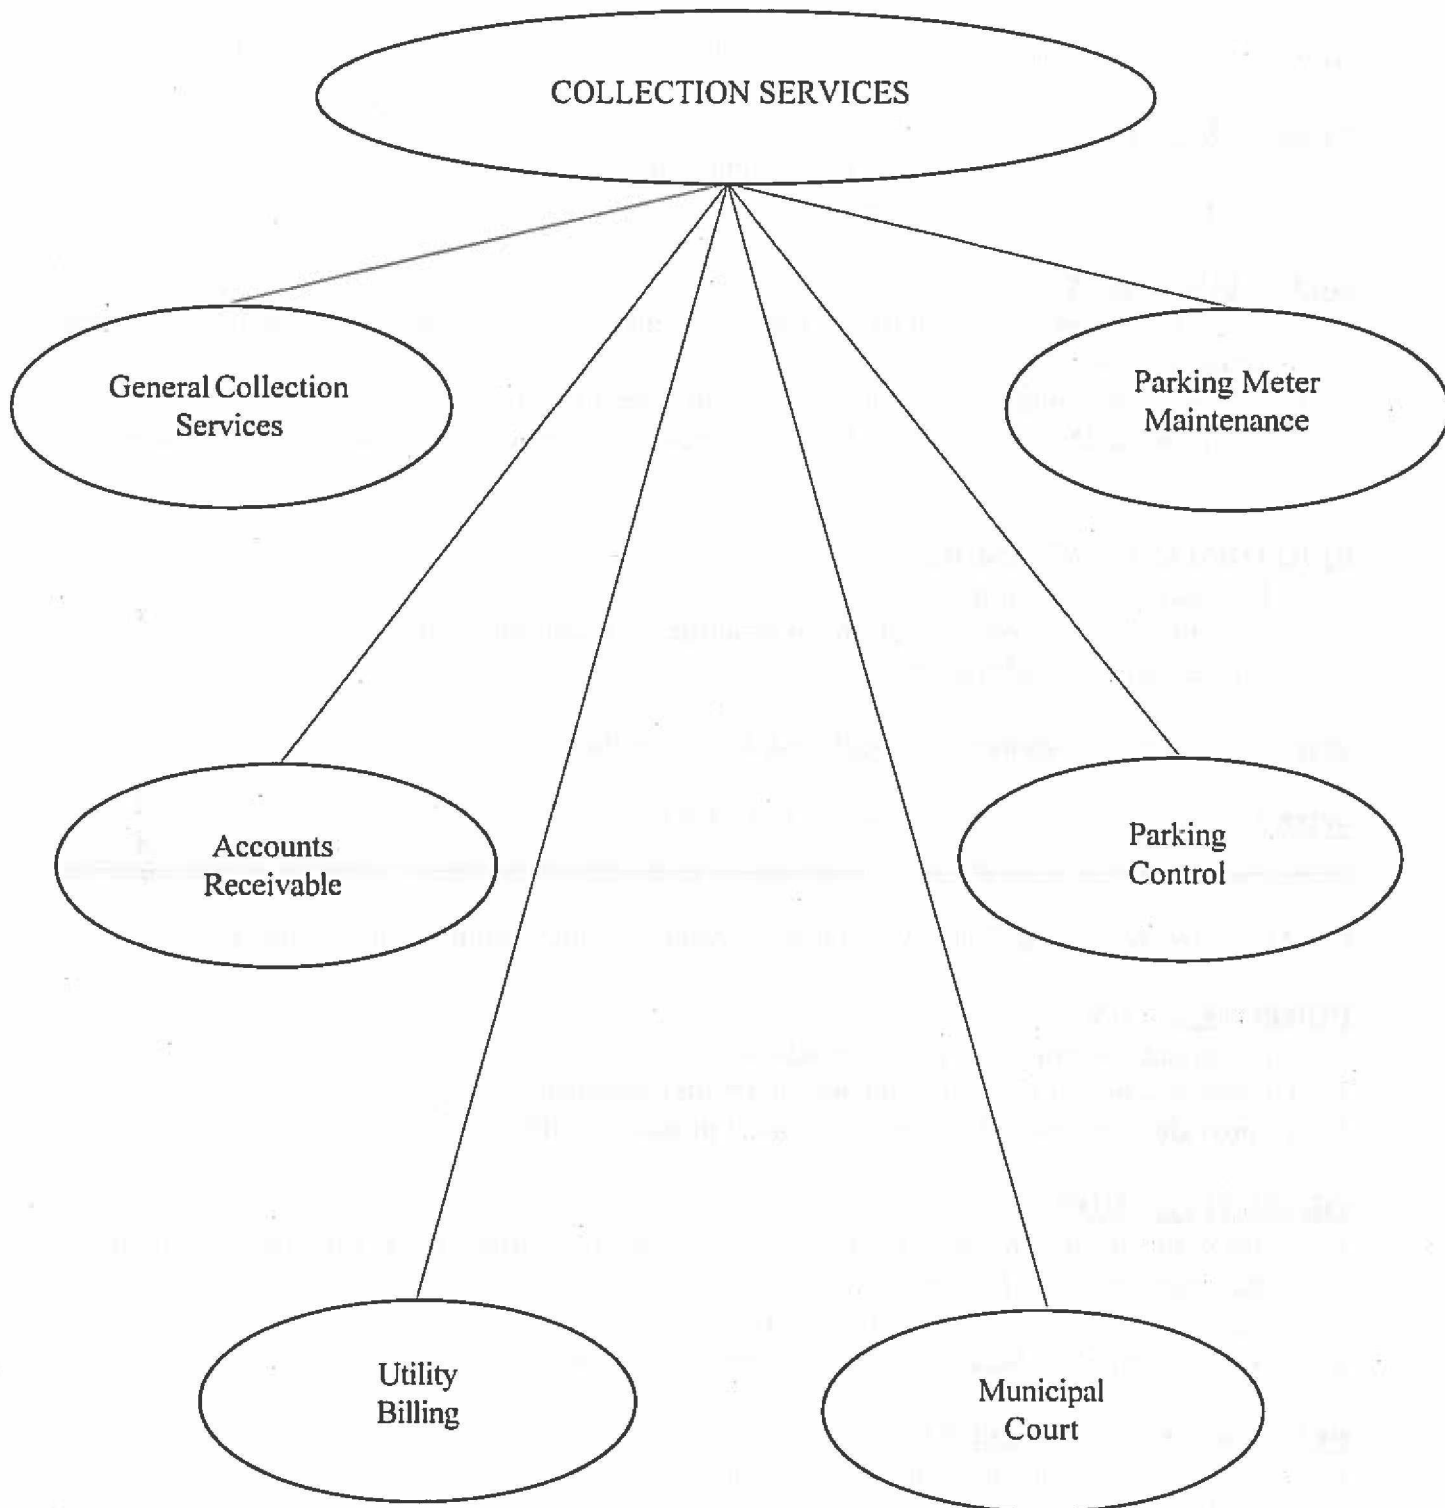 COLLECTION SERVICES
General Collection
Services
Parking Meter
Maintenance
Accounts
Receivable
Parking
Control
Utility
Billing
Municipal
Court